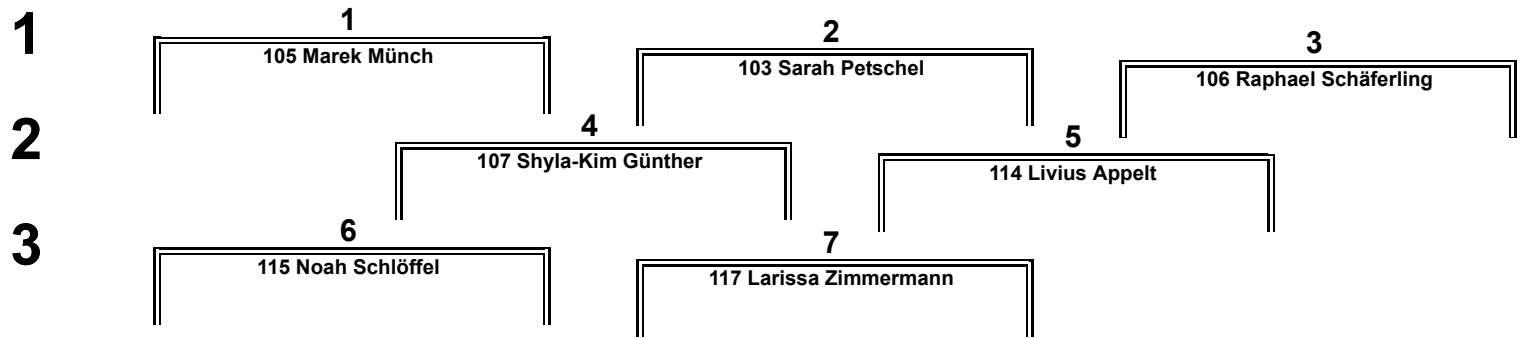 1
1
2
3
105 Marek Münch
103 Sarah Petschel
106 Raphael Schäferling
2
4
5
107 Shyla-Kim Günther
114 Livius Appelt
3
6
7
115 Noah Schlöffel
117 Larissa Zimmermann